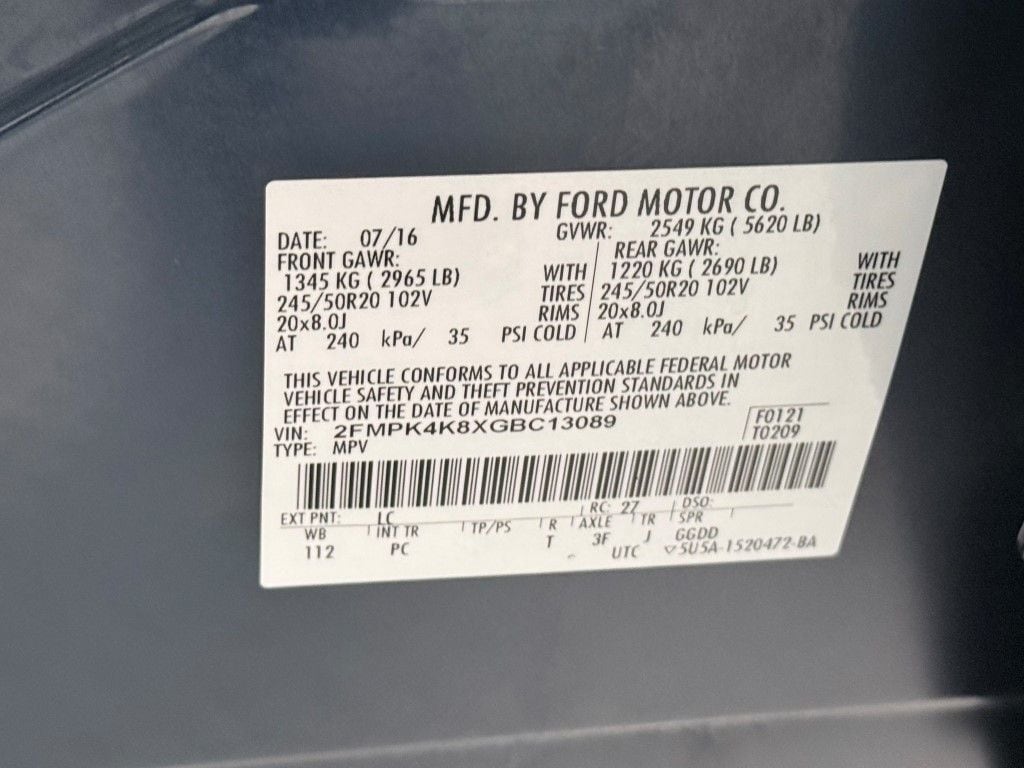 MFD. BY FORD MOTOR CO.
DATE: 07/16 GVWR: 2549 KG ( 5620 LB)
FRONT GAWR: REAR GAWR:
1345 KG ( 2965 LB) WITH 1220 KG ( 2690 LB) WITH
245/50R20 102V TIRES 245/50R20 102V TIRES
20x8.0J RIMS 20x8.0J RIMS
AT 240 kPa/ 35 PSI COLD AT 240 kPa/ 35 PSI COLD
THIS VEHICLE CONFORMS TO ALL APPLICABLE FEDERAL MOTOR
VEHICLE SAFETY AND THEFT PREVENTION STANDARDS IN
EFFECT ON THE DATE OF MANUFACTURE SHOWN ABOVE.
VIN: 2FMPK4K8XGBC13089 F0121
TYPE: MPV T0209
EXT PNT: LC RC: 27 DSO:
WB INT TR TP/PS R AXLE TR SPR
112 PC T 3F J GGDD
UTC ▽5U5A-1520472-BA